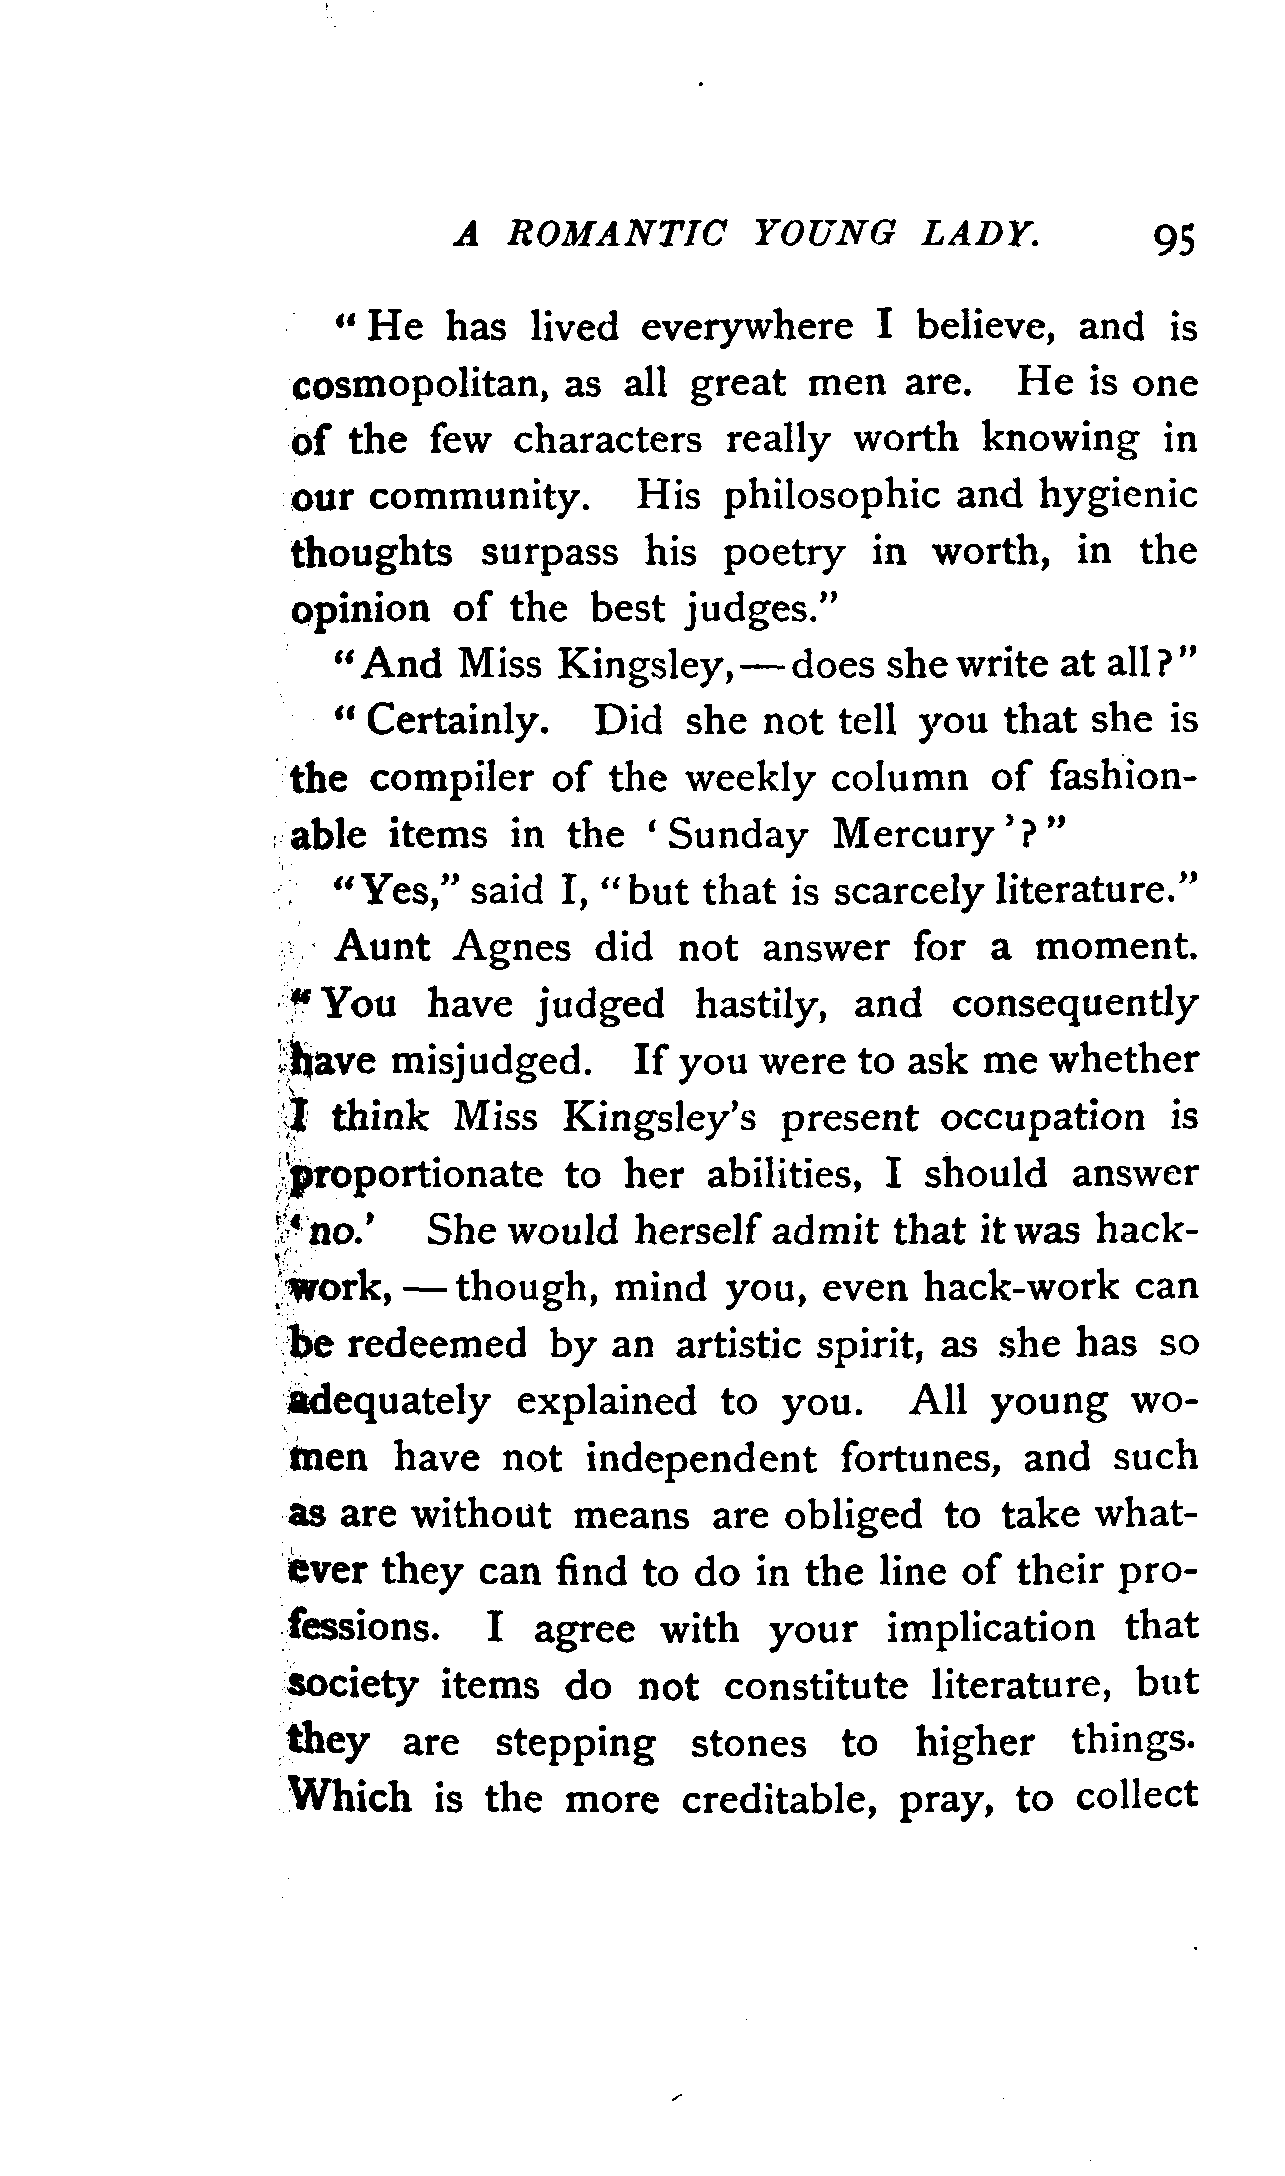 A ROMANTIC YOUNG LADY. 95
“ He has lived everywhere I believe, and is
cosmopolitan, as all great men are. He is one
of the few characters really worth knowing in
our community. His philosophic and hygienic
thoughts surpass his poetry in worth, in the
opinion of the best judges.”
“ And Miss Kingsley, — does she write at all ? ”
“ Certainly. Did she not tell you that she is
the compiler of the weekly column of fashion-
able items in the ‘ Sunday Mercury ’ ? ”
“ Yes,” said I, “ but that is scarcely literature.”
Aunt Agnes did not answer for a moment.
“ You have judged hastily, and consequently
have misjudged. If you were to ask me whether
I think Miss Kingsley’s present occupation is
proportionate to her abilities, I should answer
‘ no.’ She would herself admit that it was hack-
work, — though, mind you, even hack-work can
be redeemed by an artistic spirit, as she has so
adequately explained to you. All young wo-
men have not independent fortunes, and such
as are without means are obliged to take what-
ever they can find to do in the line of their pro-
fessions. I agree with your implication that
society items do not constitute literature, but
they are stepping stones to higher things.
Which is the more creditable, pray, to collect